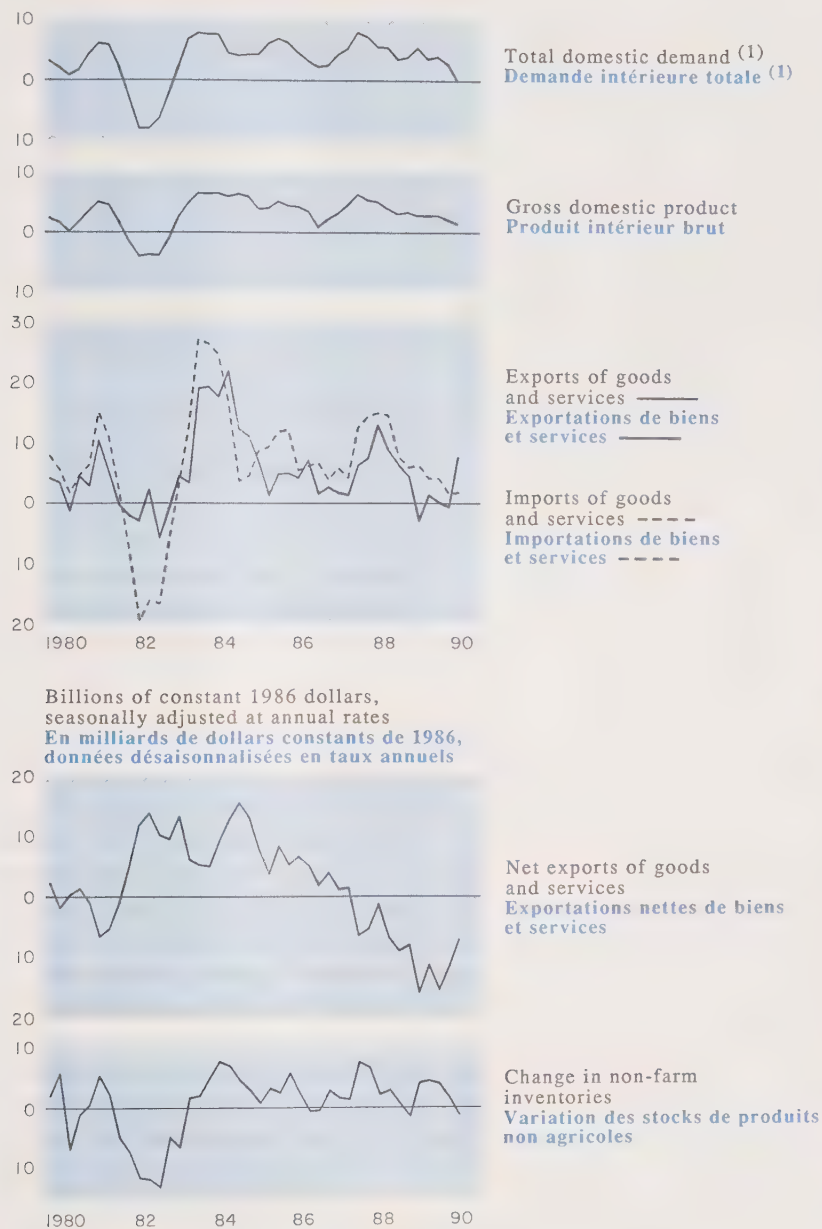 10
0
10
Total domestic demand (1)
Demande intérieure totale (1)
10
0
10
Gross domestic product
Produit intérieur brut
30
20
10
0
10
20
Exports of goods
and services
Exportations de biens
et services
Imports of goods
and services
Importations de biens
et services
1980 82 84 86 88 90
Billions of constant 1986 dollars,
seasonally adjusted at annual rates
En milliards de dollars constants de 1986,
données désaisonnalisées en taux annuels
20
10
0
10
20
Net exports of goods
and services
Exportations nettes de biens
et services
10
0
10
Change in non-farm
inventories
Variation des stocks de produits
non agricoles
1980 82 84 86 88 90